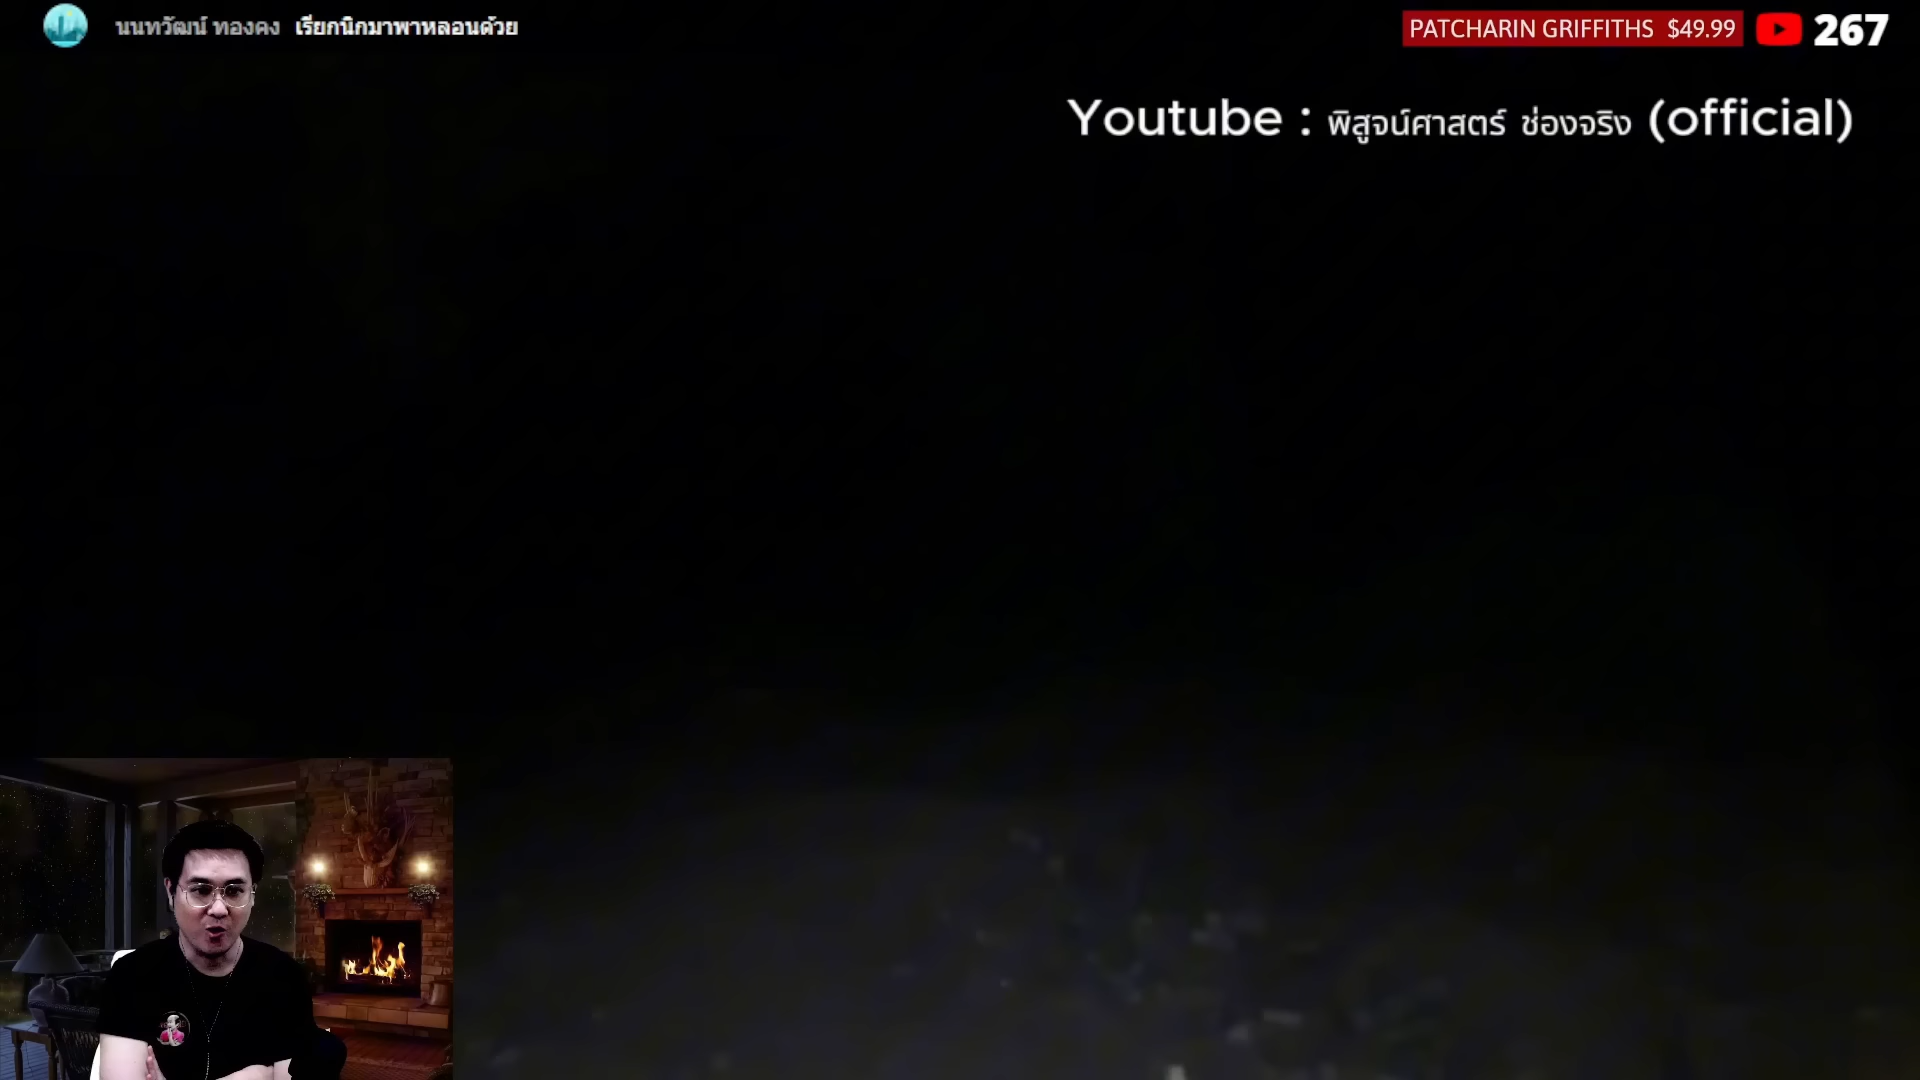 นนทวัฒน์ ทองคง เรียกนิกมาพาหลอนด้วย
PATCHARIN GRIFFITHS $49.99 267
Youtube : พิสูจน์ศาสตร์ ช่องจริง (official)